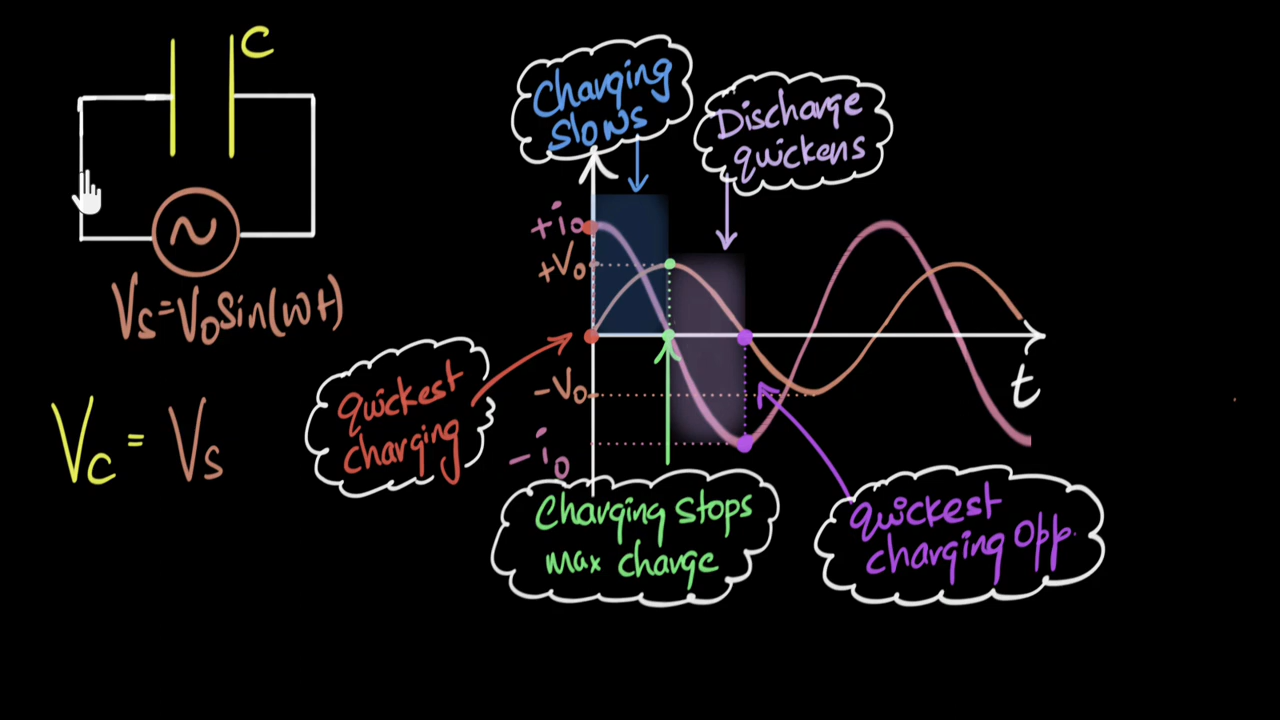 C
Vs=V0sin(ωt)
Vc = Vs
Charging
slows
Discharge
quickens
+i0
+V0
-V0
-i0
t
Quickest
charging
Charging stops
max charge
Quickest
charging opp.